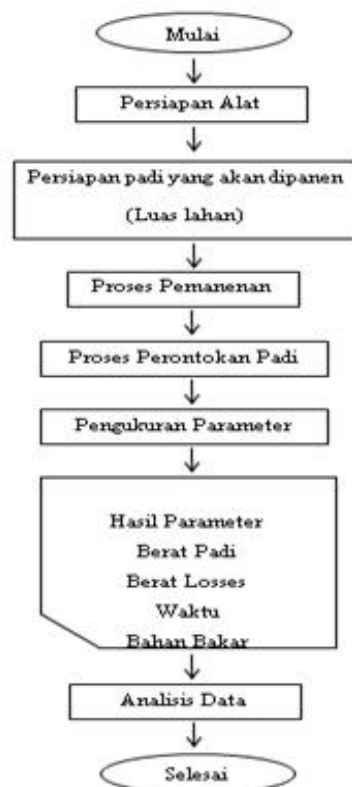 Mulai
Persiapan Alat
Persiapan padi yang akan dipanen
(Luas lahan)
Proses Pemanenan
Proses Perontokan Padi
Pengukuran Parameter
Hasil Parameter
Berat Padi
Berat Losses
Waktu
Bahan Bakar
Analisis Data
Selesai